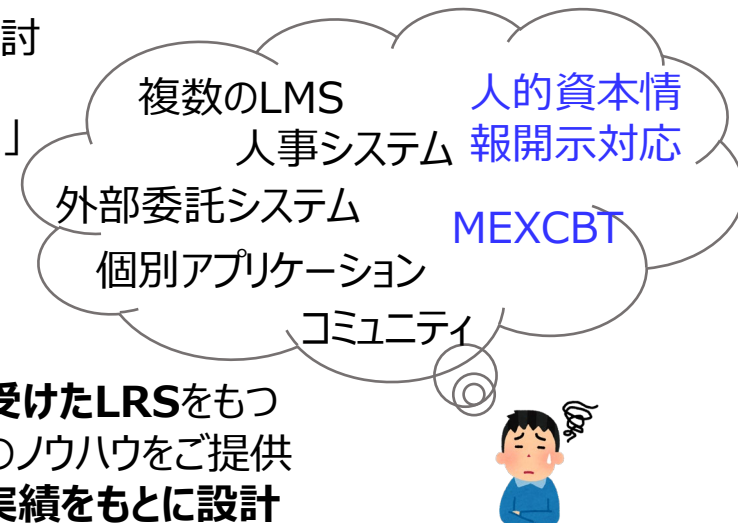 討
」
複数のLMS
人事システム
人的資本情
報開示対応
外部委託システム
MEXCBT
個別アプリケーション
コミュニティ
受けたLRSをもつ
のノウハウをご提供
実績をもとに設計